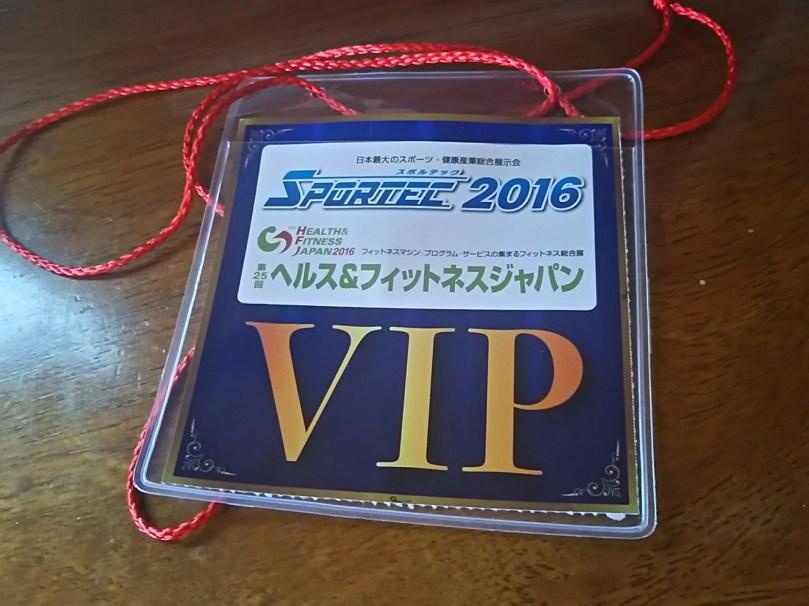 日本最大のスポーツ・健康産業総合展示会
スポルテック
SPORTEC 2016
HEALTH&
FITNESS
JAPAN2016 フィットネスマシン・プログラム・サービスの集まるフィットネス総合展
第25回 ヘルス&フィットネスジャパン
VIP